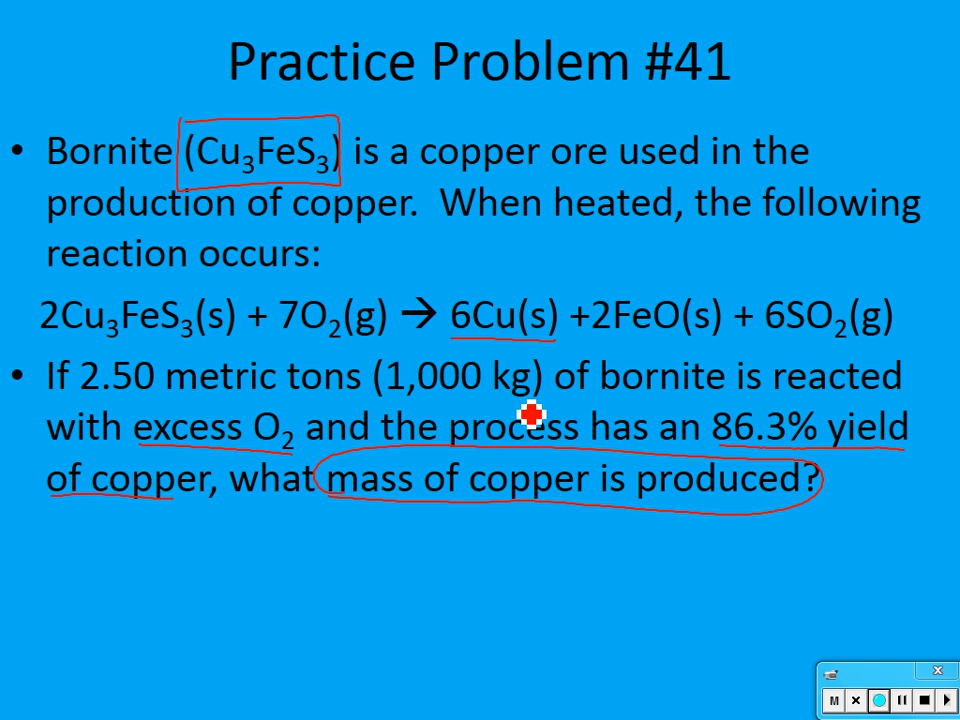 Practice Problem #41
• Bornite (Cu₃FeS₃) is a copper ore used in the
production of copper. When heated, the following
reaction occurs:
2Cu₃FeS₃(s) + 7O₂(g) → 6Cu(s) +2FeO(s) + 6SO₂(g)
• If 2.50 metric tons (1,000 kg) of bornite is reacted
with excess O₂ and the process has an 86.3% yield
of copper, what mass of copper is produced?
M